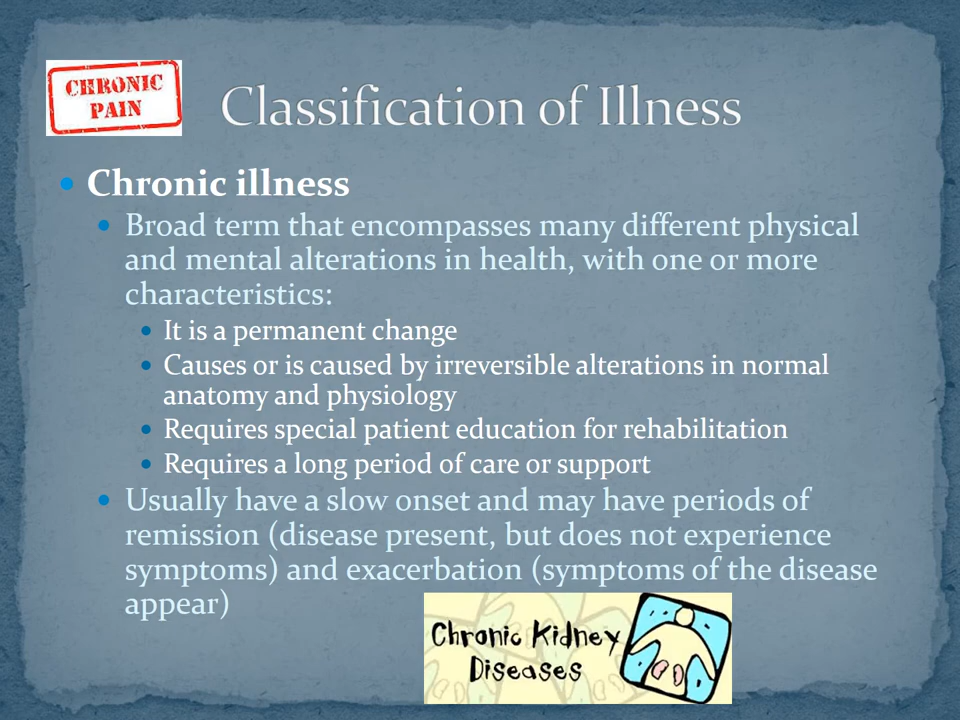 CHRONIC
PAIN
Classification of Illness
Chronic illness
Broad term that encompasses many different physical
and mental alterations in health, with one or more
characteristics:
It is a permanent change
Causes or is caused by irreversible alterations in normal
anatomy and physiology
Requires special patient education for rehabilitation
Requires a long period of care or support
Usually have a slow onset and may have periods of
remission (disease present, but does not experience
symptoms) and exacerbation (symptoms of the disease
appear)
Chronic Kidney
Diseases